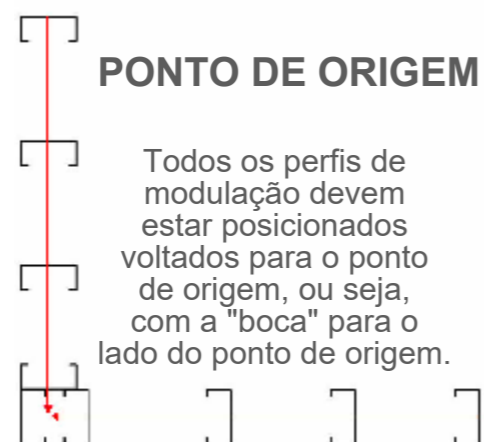 PONTO DE ORIGEM
Todos os perfis de
modulação devem
estar posicionados
voltados para o ponto
de origem, ou seja,
com a "boca" para o
lado do ponto de origem.